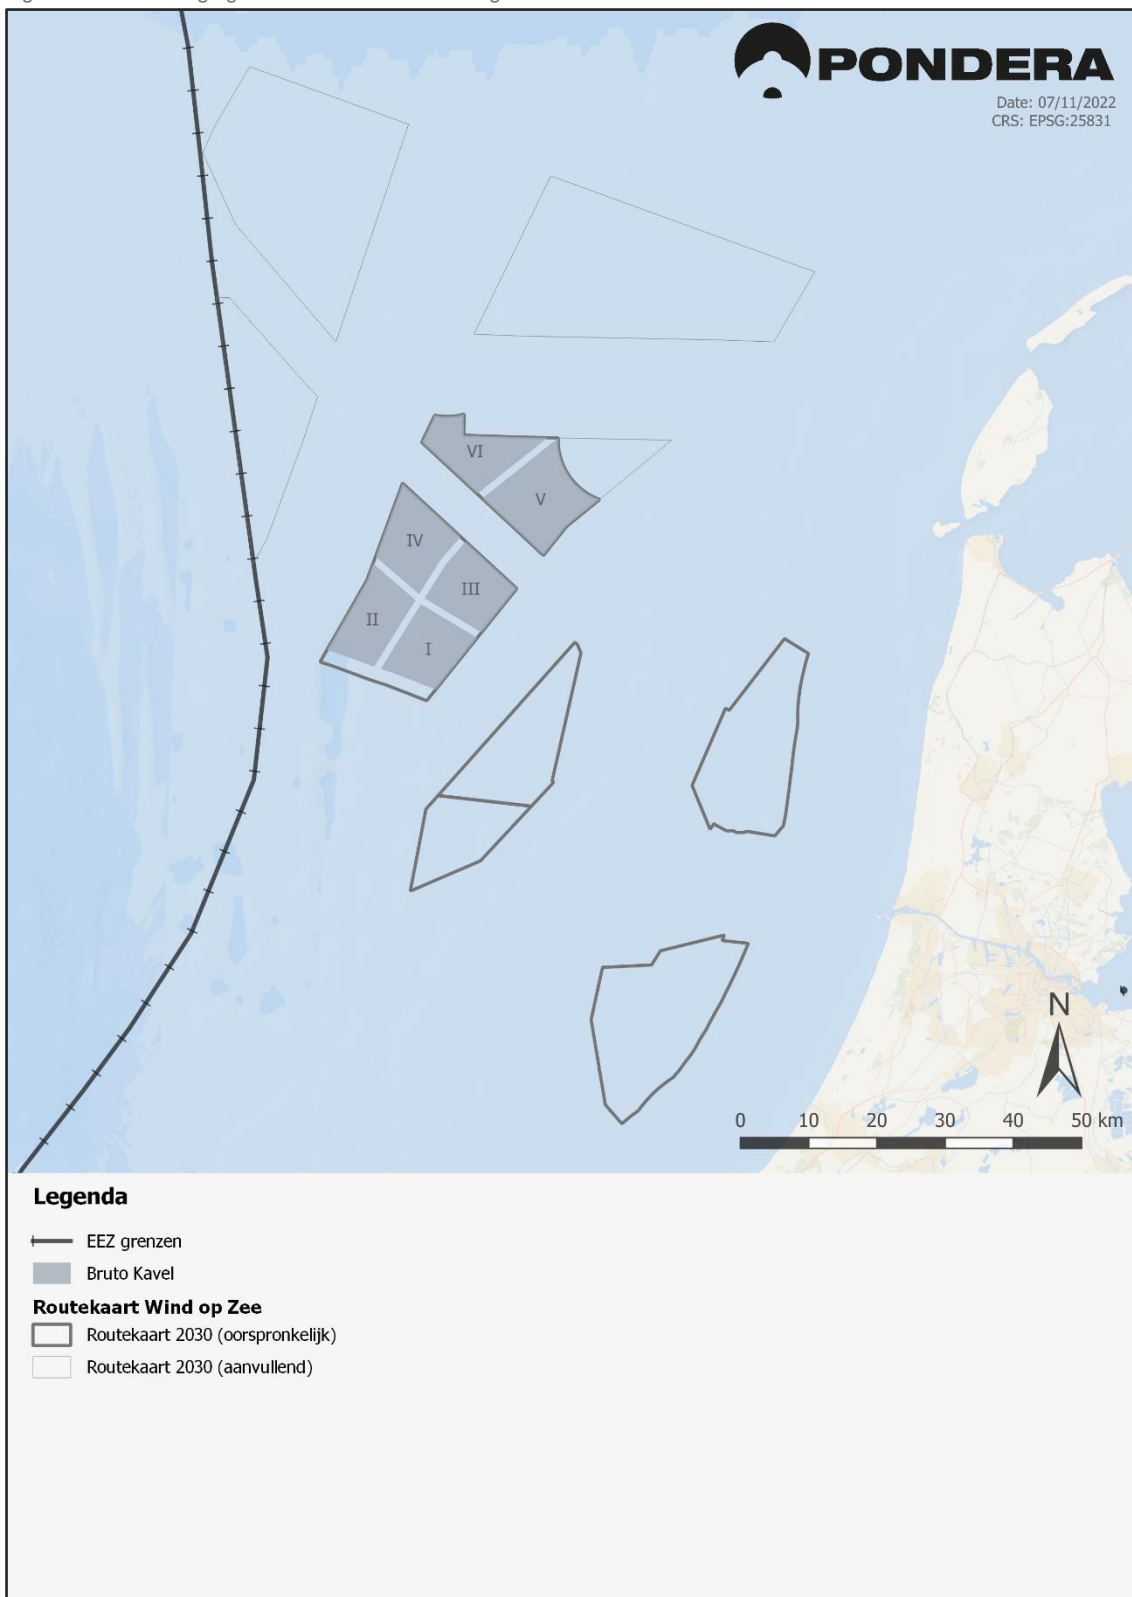 PONDERA
Date: 07/11/2022
CRS: EPSG:25831
VI
V
IV
III
II
I
N
0 10 20 30 40 50 km
Legenda
EEZ grenzen
Bruto Kavel
Routekaart Wind op Zee
Routekaart 2030 (oorspronkelijk)
Routekaart 2030 (aanvullend)